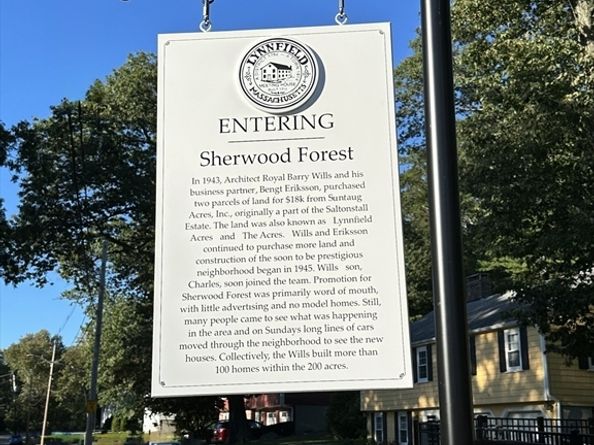 LYNNFIELD
MEETING HOUSE
MASSACHUSETTS
ENTERING
Sherwood Forest
In 1943, Architect Royal Barry Wills and his
business partner, Bengt Eriksson, purchased
two parcels of land for $18k from Suntaug
Acres, Inc., originally a part of the Saltonstall
Estate. The land was also known as Lynnfield
Acres and The Acres. Wills and Eriksson
continued to purchase more land and
construction of the soon to be prestigious
neighborhood began in 1945. Wills son,
Charles, soon joined the team. Promotion for
Sherwood Forest was primarily word of mouth,
with little advertising and no model homes. Still,
many people came to see what was happening
in the area and on Sundays long lines of cars
moved through the neighborhood to see the new
houses. Collectively, the Wills built more than
100 homes within the 200 acres.